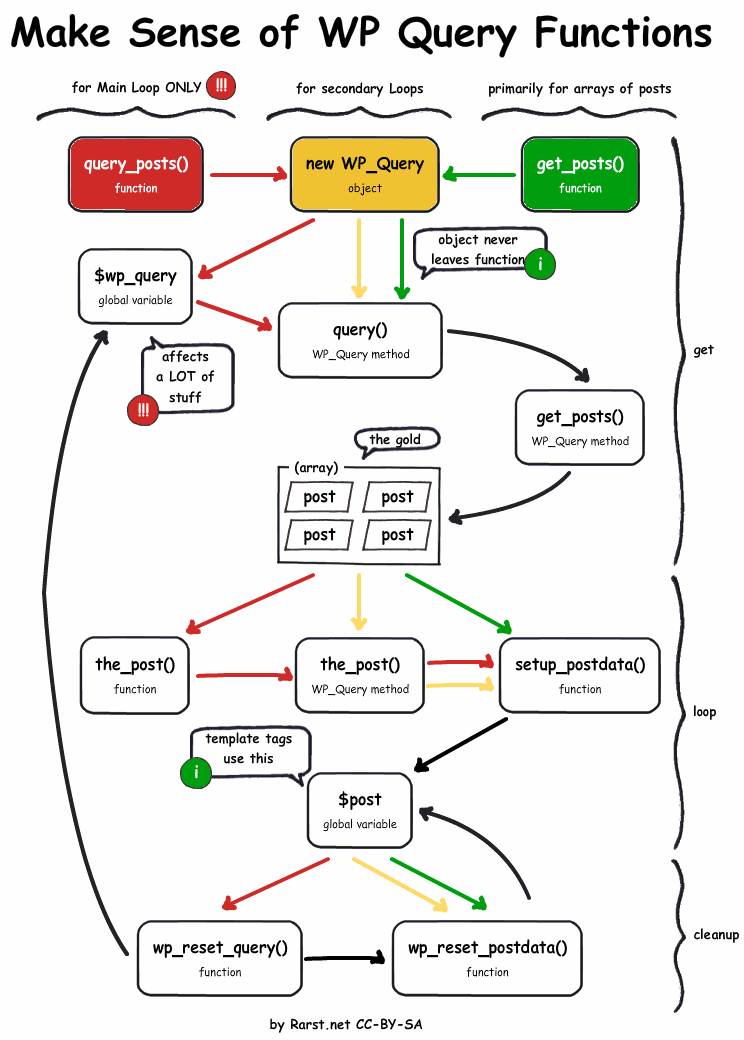 Make Sense of WP Query Functions
for Main Loop ONLY !!!
for secondary Loops
primarily for arrays of posts
query_posts()
function
new WP_Query
object
get_posts()
function
object never
leaves function
i
$wp_query
global variable
query()
WP_Query method
affects
a LOT of
stuff
!!!
get
get_posts()
WP_Query method
the gold
(array)
post post
post post
the_post()
function
the_post()
WP_Query method
setup_postdata()
function
loop
template tags
use this
i
$post
global variable
cleanup
wp_reset_query()
function
wp_reset_postdata()
function
by Rarst.net CC-BY-SA